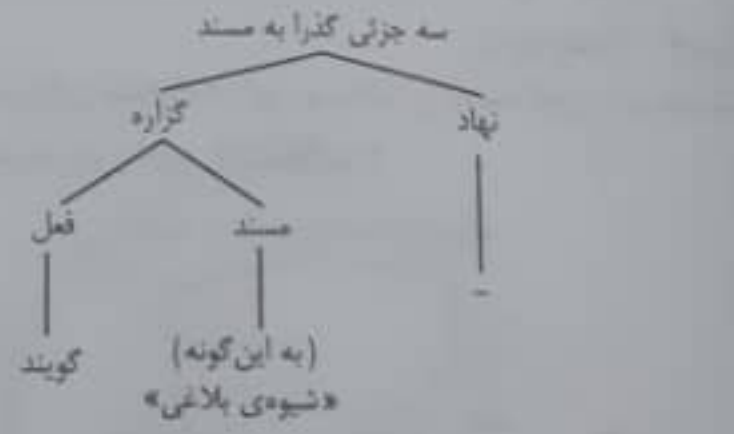 سه جزئی گذرا به مسند
نهاد
گزاره
مسند
فعل
–
(به این‌گونه)
«شیوه‌ی بلاغی»
گویند